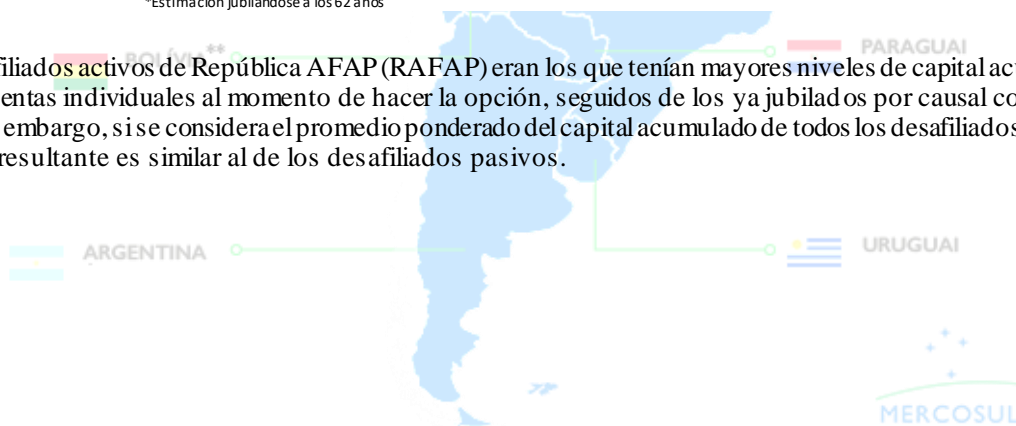 *Estimación jubilándose a los 62 años
BOLÍVIA**
PARAGUAI
filiados activos de República AFAP (RAFAP) eran los que tenían mayores niveles de capital ac
entas individuales al momento de hacer la opción, seguidos de los ya jubilados por causal co
embargo, si se considera el promedio ponderado del capital acumulado de todos los desafiliados
resultante es similar al de los desafiliados pasivos.
ARGENTINA
URUGUAI
MERCOSUL